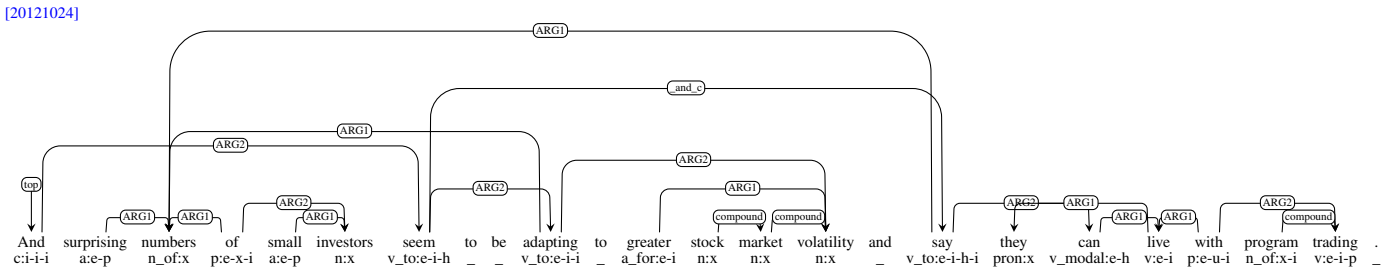 [20121024]
ARG1
_and_c
ARG1
ARG2
ARG2
top ARG2 ARG2 ARG1 ARG2 ARG1 ARG2
ARG1 ARG1 ARG1 compound compound ARG1 ARG1 compound
And surprising numbers of small investors seem to be adapting to greater stock market volatility and say they can live with program trading .
c:i-i-i a:e-p n_of:x p:e-x-i a:e-p n:x v_to:e-i-h _ _ v_to:e-i-i _ a_for:e-i n:x n:x n:x _ v_to:e-i-h-i pron:x v_modal:e-h v:e-i p:e-u-i n_of:x-i v:e-i-p _